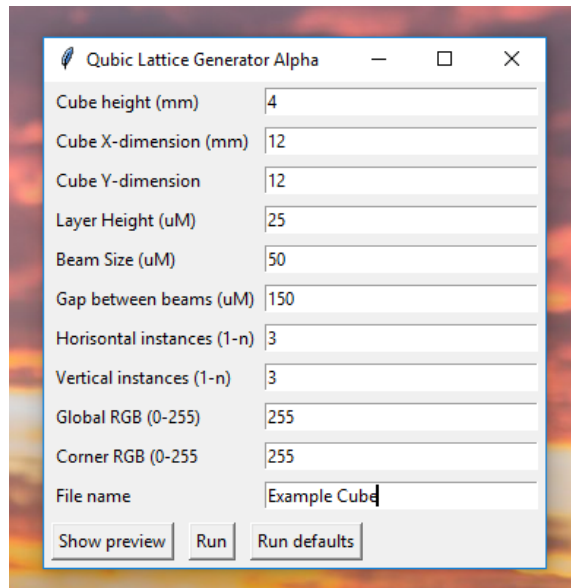 Qubic Lattice Generator Alpha
Cube height (mm) 4
Cube X-dimension (mm) 12
Cube Y-dimension 12
Layer Height (uM) 25
Beam Size (uM) 50
Gap between beams (uM) 150
Horisontal instances (1-n) 3
Vertical instances (1-n) 3
Global RGB (0-255) 255
Corner RGB (0-255 255
File name Example Cube
Show preview Run Run defaults